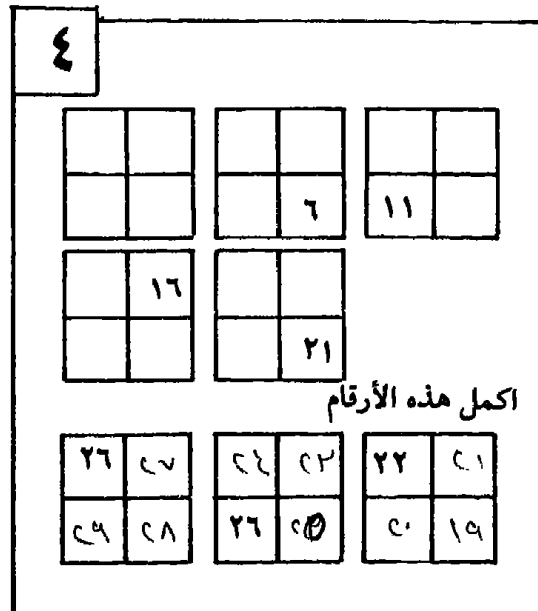 ٤
١١ ٦
٢١ ١٦
اكمل هذه الأرقام
٢١ ٢٢ ٢٣ ٢٤ ٢٧ ٢٦
١٩ ٢٠ ٢٥ ٢٦ ٢٨ ٢٩